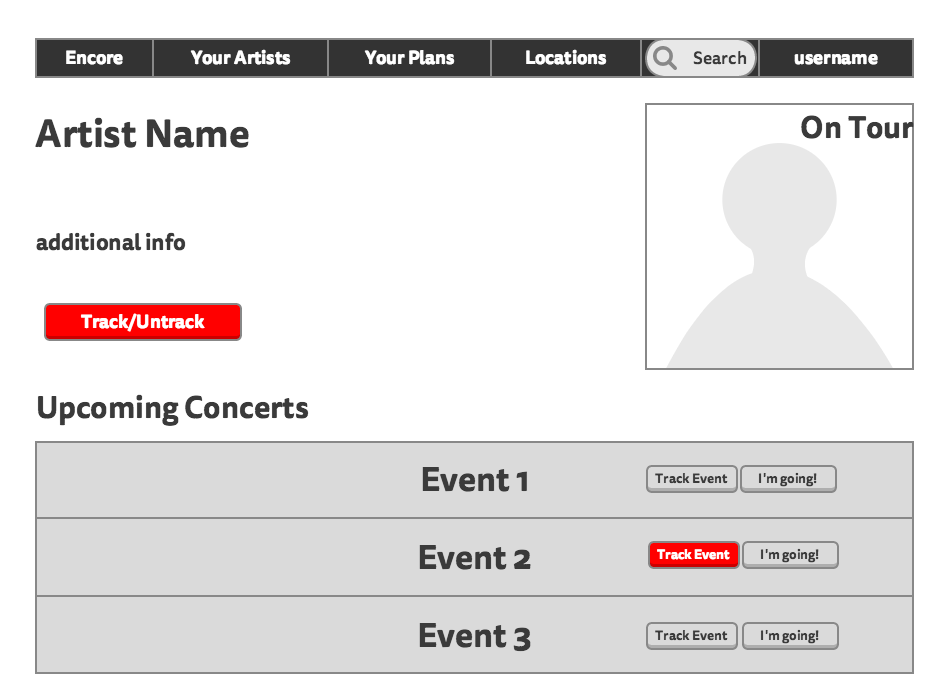 Encore Your Artists Your Plans Locations Search username
Artist Name
On Tour
additional info
Track/Untrack
Upcoming Concerts
Event 1 Track Event I'm going!
Event 2 Track Event I'm going!
Event 3 Track Event I'm going!